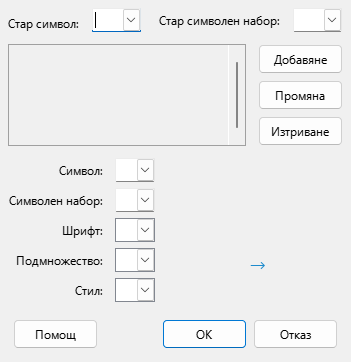 Стар символ: Стар символен набор:
Добавяне
Промяна
Изтриване
Символ:
Символен набор:
Шрифт:
Подмножество:
Стил:
Помощ OK Отказ